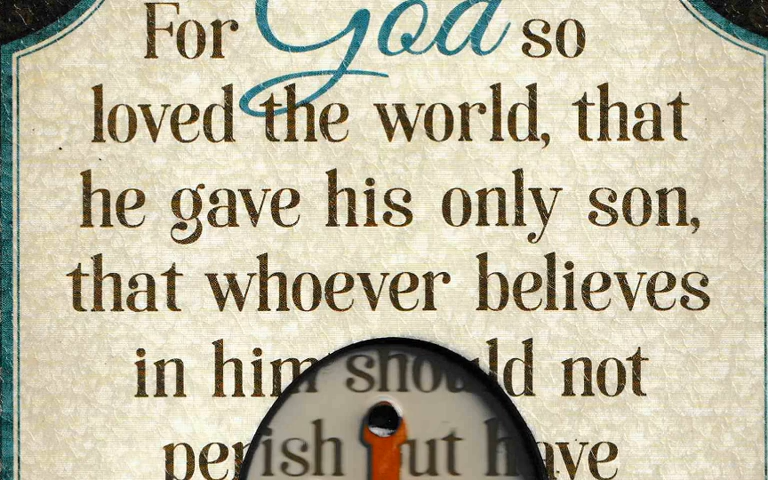 For God so
loved the world, that
he gave his only son,
that whoever believes
in him should not
perish but have